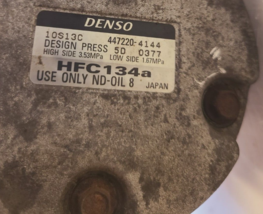 DENSO
10S13C 447220-4144
DESIGN PRESS 5D 0377
HIGH SIDE 3.53MPa LOW SIDE 1.67MPa
HFC134a
USE ONLY ND-OIL 8 JAPAN